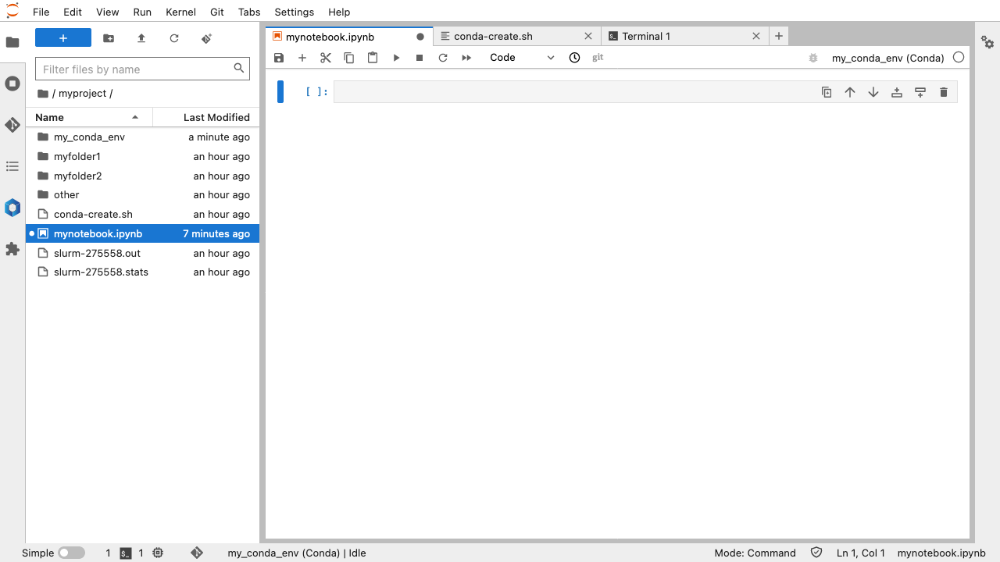 File Edit View Run Kernel Git Tabs Settings Help
+
Filter files by name
/ myproject /
Name Last Modified
my_conda_env a minute ago
myfolder1 an hour ago
myfolder2 an hour ago
other an hour ago
conda-create.sh an hour ago
mynotebook.ipynb 7 minutes ago
slurm-275558.out an hour ago
slurm-275558.stats an hour ago
mynotebook.ipynb conda-create.sh Terminal 1
Code git my_conda_env (Conda)
[ ]:
Simple 1 $_ 1 my_conda_env (Conda) | Idle Mode: Command Ln 1, Col 1 mynotebook.ipynb